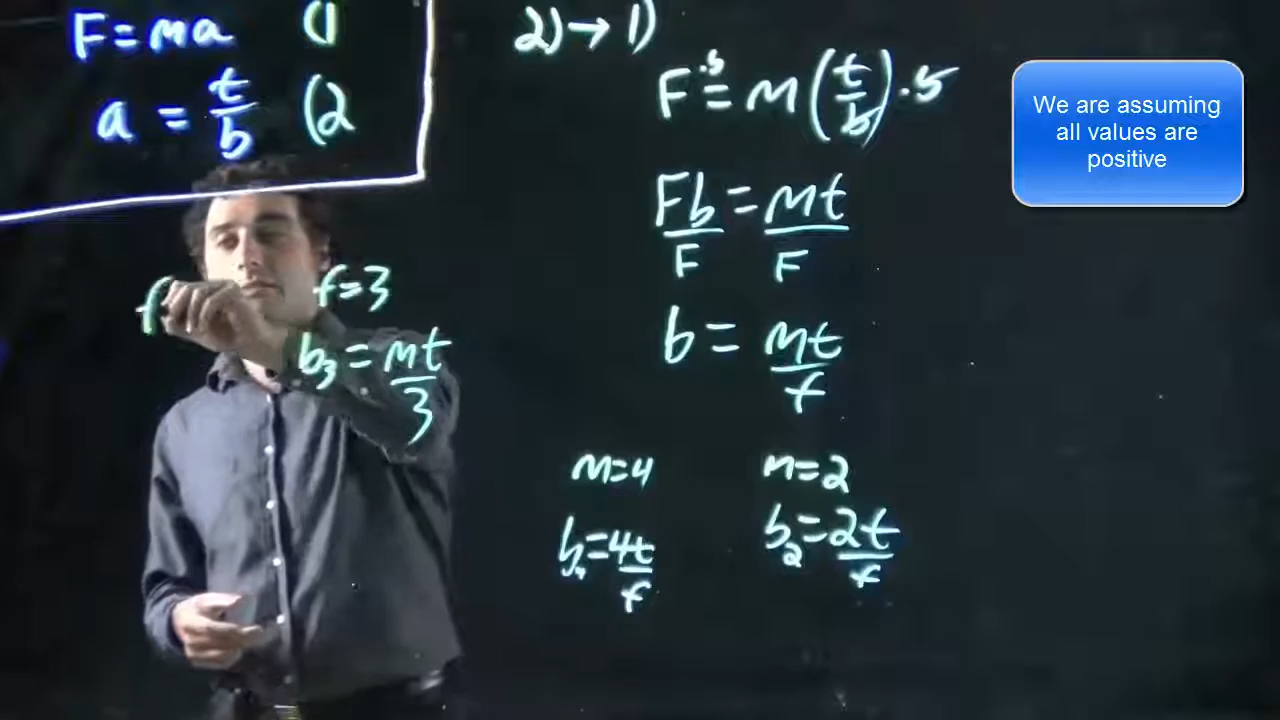 F=ma (1
a = t/b (2
2)→1)
F·b = m(t/b)·b
Fb/F = mt/F
b = mt/f
f=3
b3 = mt/3
f
m=4
b4=4t/f
m=2
b2=2t/f
We are assuming
all values are
positive